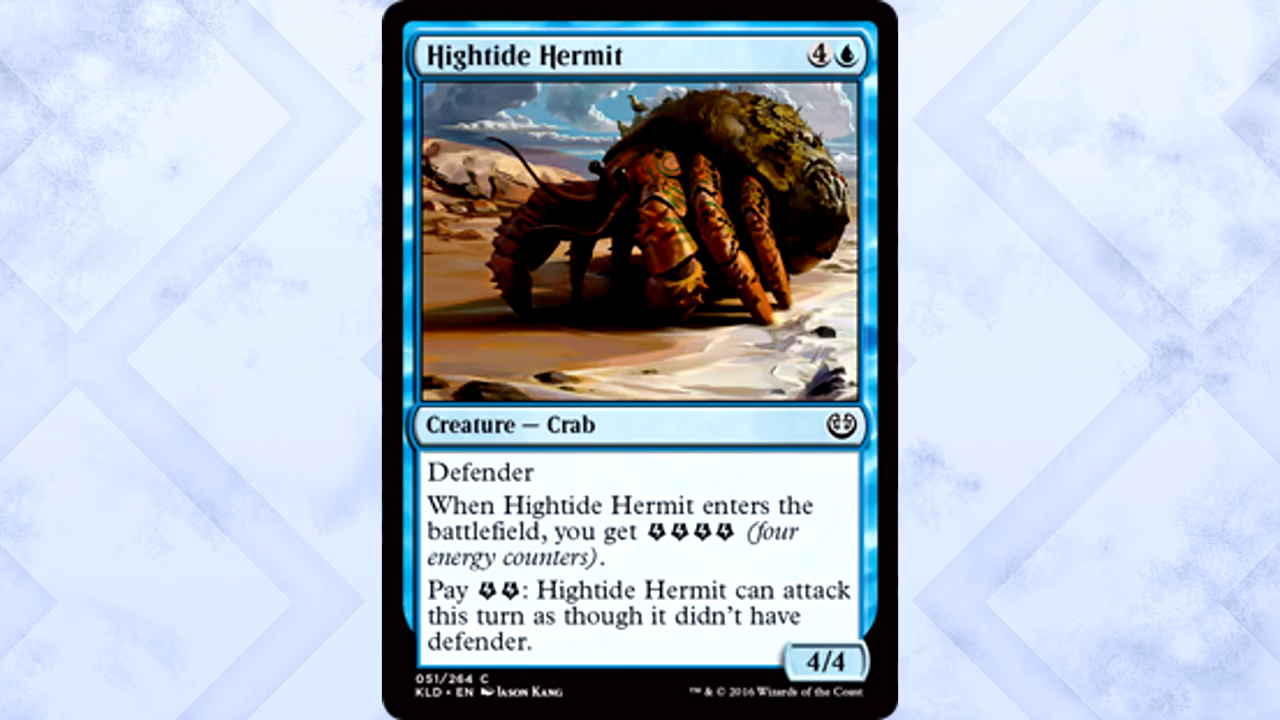 Hightide Hermit 4
Creature — Crab
Defender
When Hightide Hermit enters the
battlefield, you get (four
energy counters).
Pay : Hightide Hermit can attack
this turn as though it didn't have
defender.
4/4
051/264 C
KLD • EN Jason Kang
™ & © 2016 Wizards of the Coast